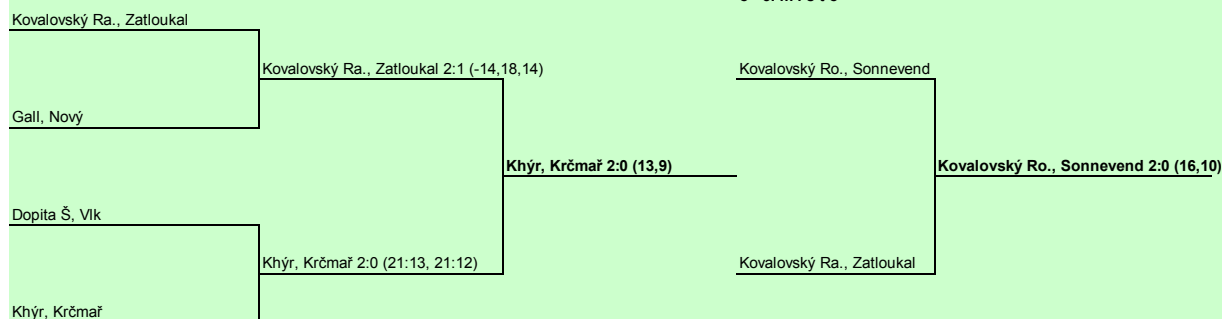 Kovalovský Ra., Zatloukal
Kovalovský Ra., Zatloukal 2:1 (-14,18,14)
Kovalovský Ro., Sonnevend
Gall, Nový
Khýr, Krčmař 2:0 (13,9)
Kovalovský Ro., Sonnevend 2:0 (16,10)
Dopita Š, Vlk
Khýr, Krčmař 2:0 (21:13, 21:12)
Kovalovský Ra., Zatloukal
Khýr, Krčmař